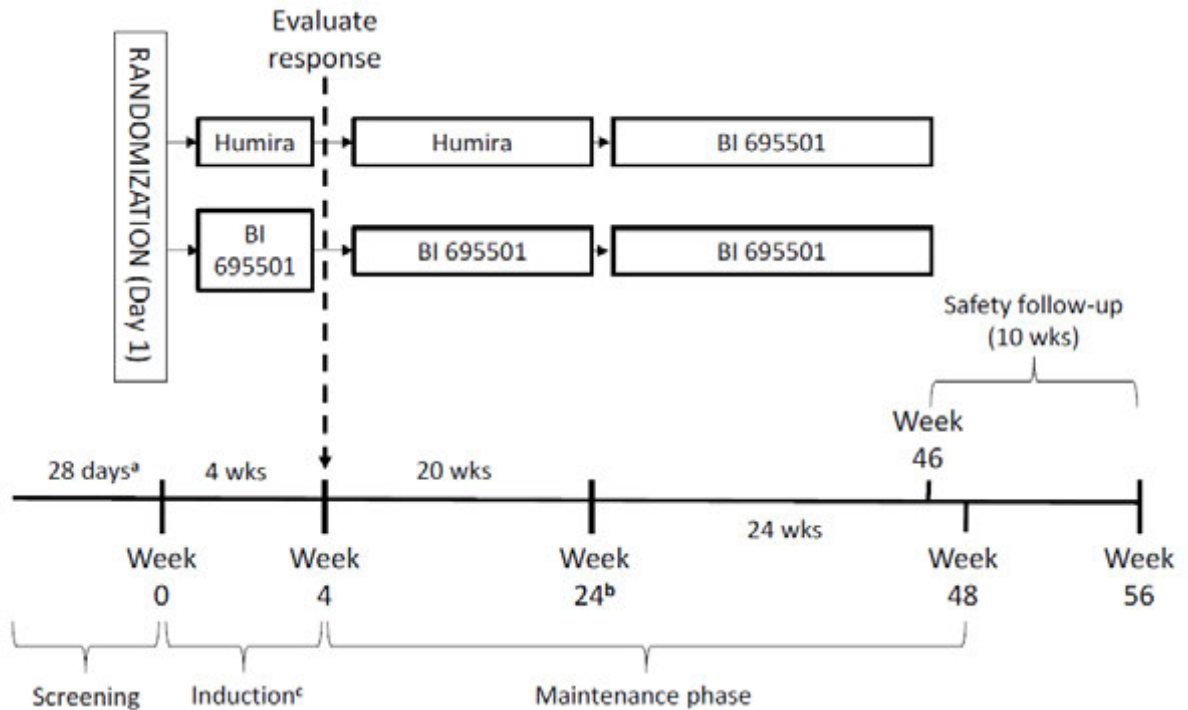 Evaluate
response
RANDOMIZATION (Day 1)
Humira
Humira
BI 695501
BI
695501
BI 695501
BI 695501
Safety follow-up
(10 wks)
Week
46
28 daysᵃ
4 wks
20 wks
24 wks
Week
0
Week
4
Week
24ᵇ
Week
48
Week
56
Screening
Inductionᶜ
Maintenance phase